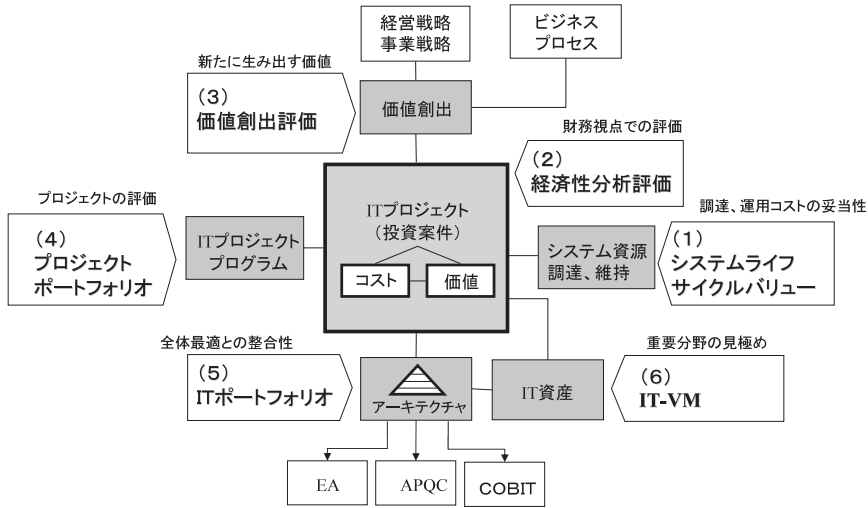 経営戦略
事業戦略
ビジネス
プロセス
新たに生み出す価値
(3)
価値創出評価
価値創出
財務視点での評価
(2)
経済性分析評価
プロジェクトの評価
(4)
プロジェクト
ポートフォリオ
ITプロジェクト
プログラム
ITプロジェクト
(投資案件)
コスト
価値
システム資源
調達、維持
調達、運用コストの妥当性
(1)
システムライフ
サイクルバリュー
全体最適との整合性
(5)
ITポートフォリオ
アーキテクチャ
IT資産
重要分野の見極め
(6)
IT-VM
EA
APQC
COBIT